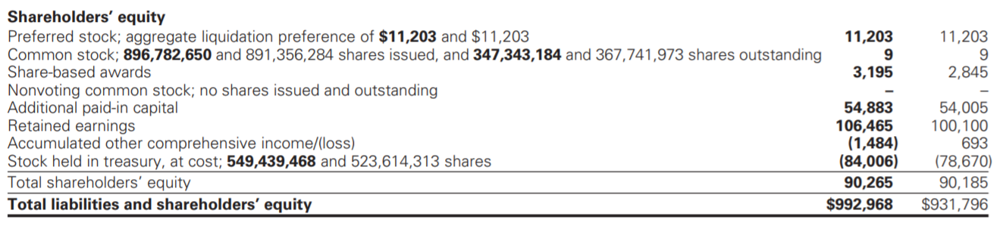 Shareholders’ equity
Preferred stock; aggregate liquidation preference of $11,203 and $11,203 11,203 11,203
Common stock; 896,782,650 and 891,356,284 shares issued, and 347,343,184 and 367,741,973 shares outstanding 9 9
Share-based awards 3,195 2,845
Nonvoting common stock; no shares issued and outstanding – –
Additional paid-in capital 54,883 54,005
Retained earnings 106,465 100,100
Accumulated other comprehensive income/(loss) (1,484) 693
Stock held in treasury, at cost; 549,439,468 and 523,614,313 shares (84,006) (78,670)
Total shareholders’ equity 90,265 90,185
Total liabilities and shareholders’ equity $992,968 $931,796